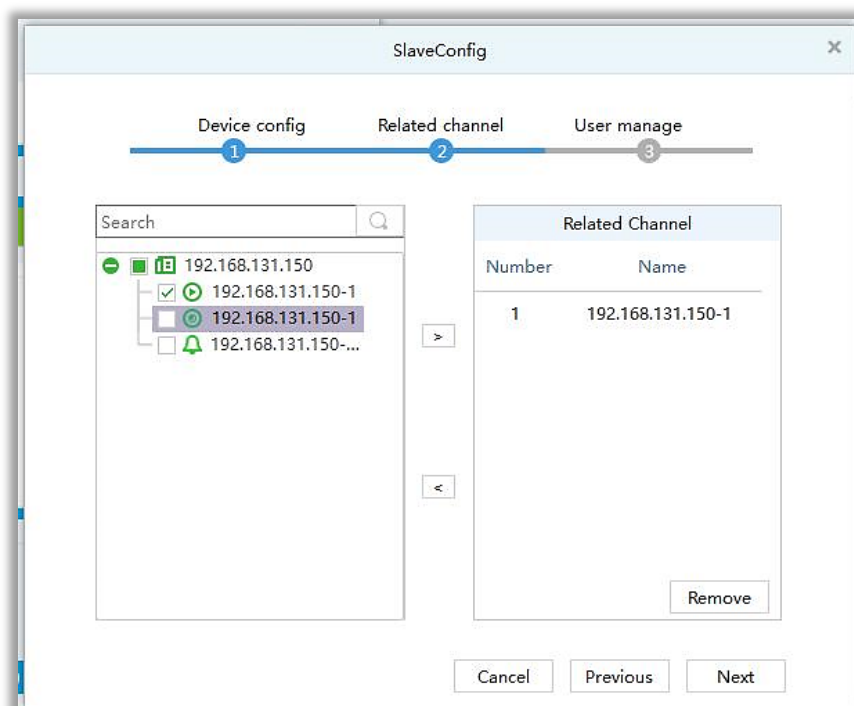 SlaveConfig
Device config Related channel User manage
1 2 3
Search
192.168.131.150
192.168.131.150-1
192.168.131.150-1
192.168.131.150-...
>
<
Related Channel
Number Name
1 192.168.131.150-1
Remove
Cancel Previous Next